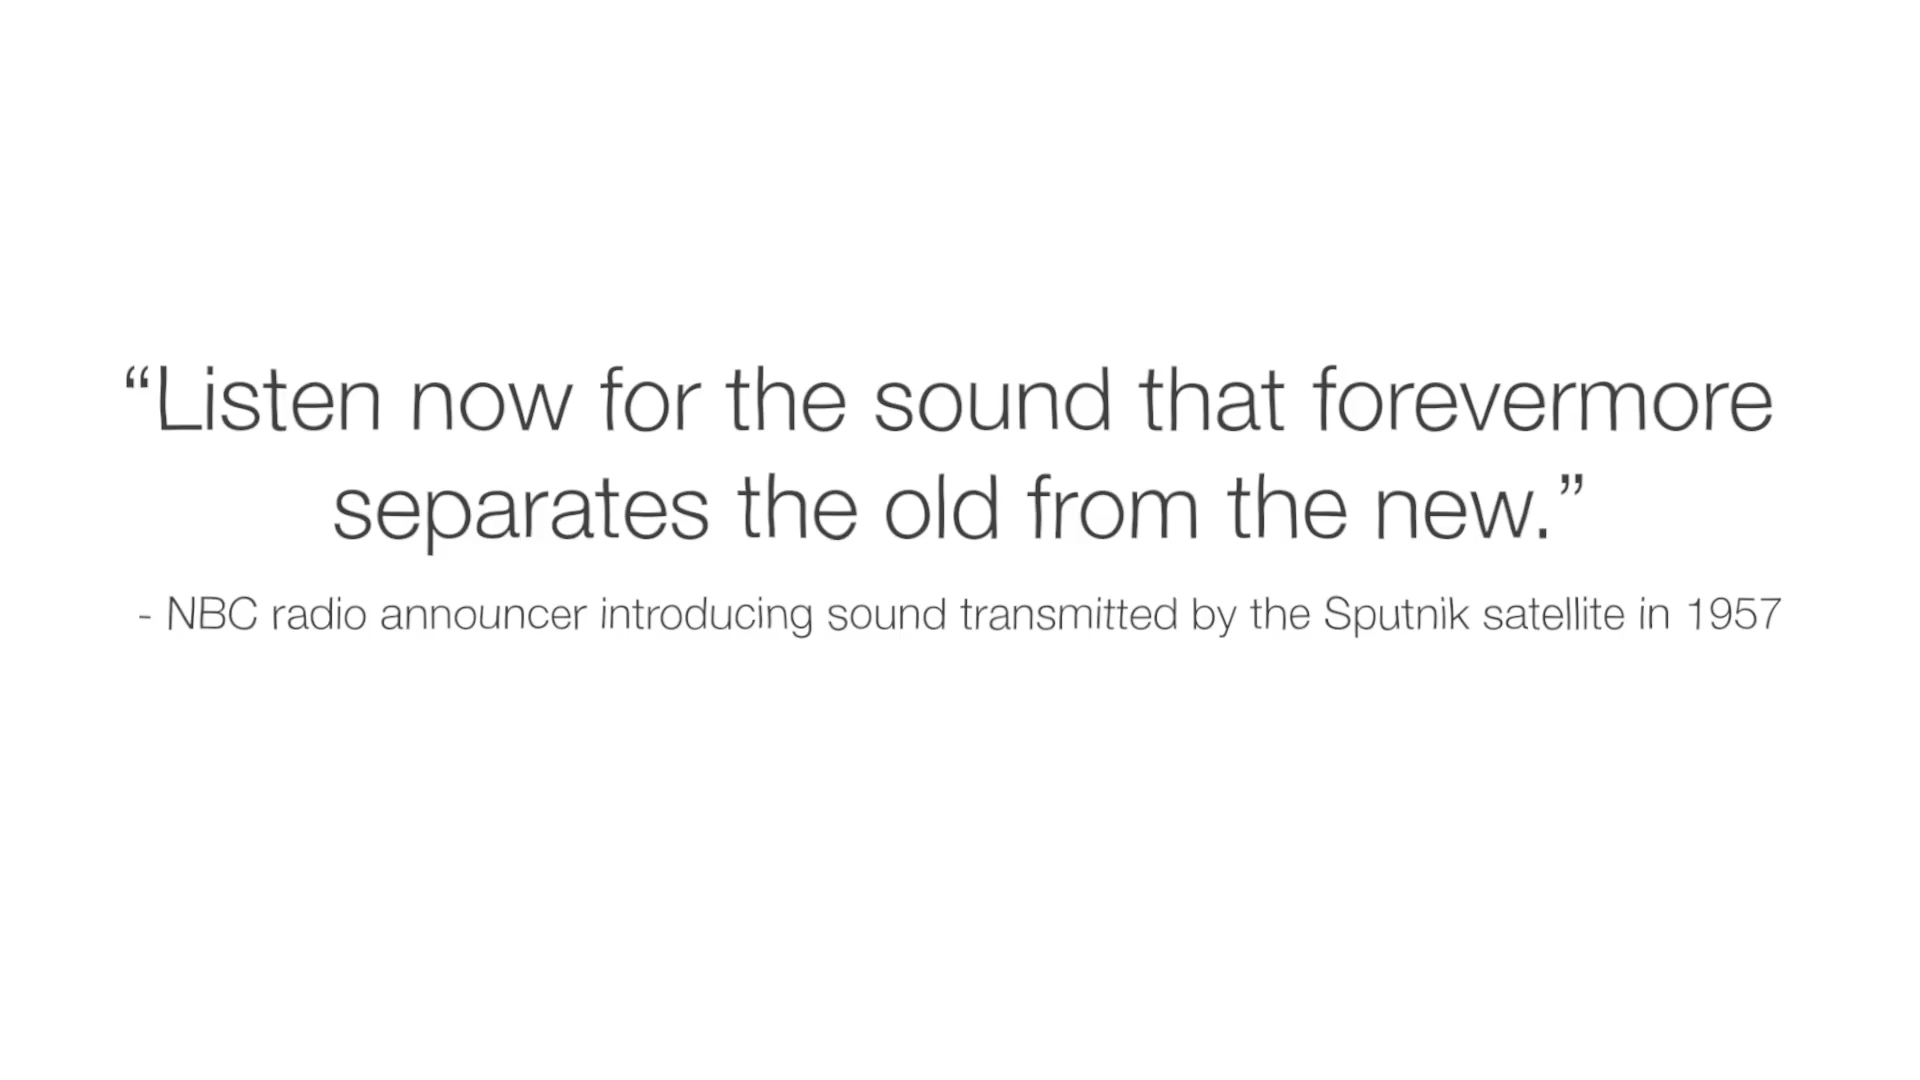 “Listen now for the sound that forevermore
separates the old from the new.”
- NBC radio announcer introducing sound transmitted by the Sputnik satellite in 1957